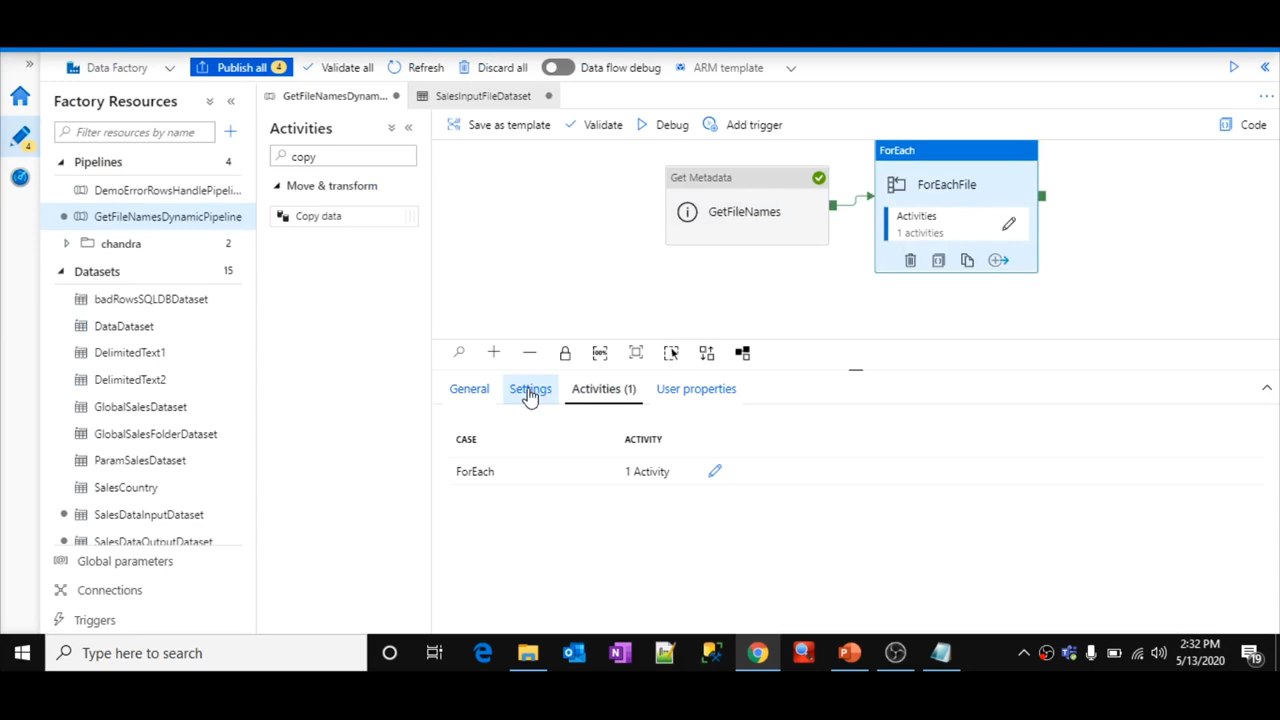 Data Factory
Publish all 4
Validate all
Refresh
Discard all
Data flow debug
ARM template
Factory Resources
Filter resources by name
Pipelines 4
DemoErrorRowsHandlePipeli...
GetFileNamesDynamicPipeline
chandra 2
Datasets 15
badRowsSQLDBDataset
DataDataset
DelimitedText1
DelimitedText2
GlobalSalesDataset
GlobalSalesFolderDataset
ParamSalesDataset
SalesCountry
SalesDataInputDataset
SalesDataOutputDataset
Global parameters
Connections
Triggers
4
GetFileNamesDynam...
SalesInputFileDataset
Activities
copy
Move & transform
Copy data
Save as template
Validate
Debug
Add trigger
Code
Get Metadata
GetFileNames
ForEach
ForEachFile
Activities
1 activities
100%
General
Settings
Activities (1)
User properties
CASE ACTIVITY
ForEach 1 Activity
Type here to search
2:32 PM
5/13/2020
19